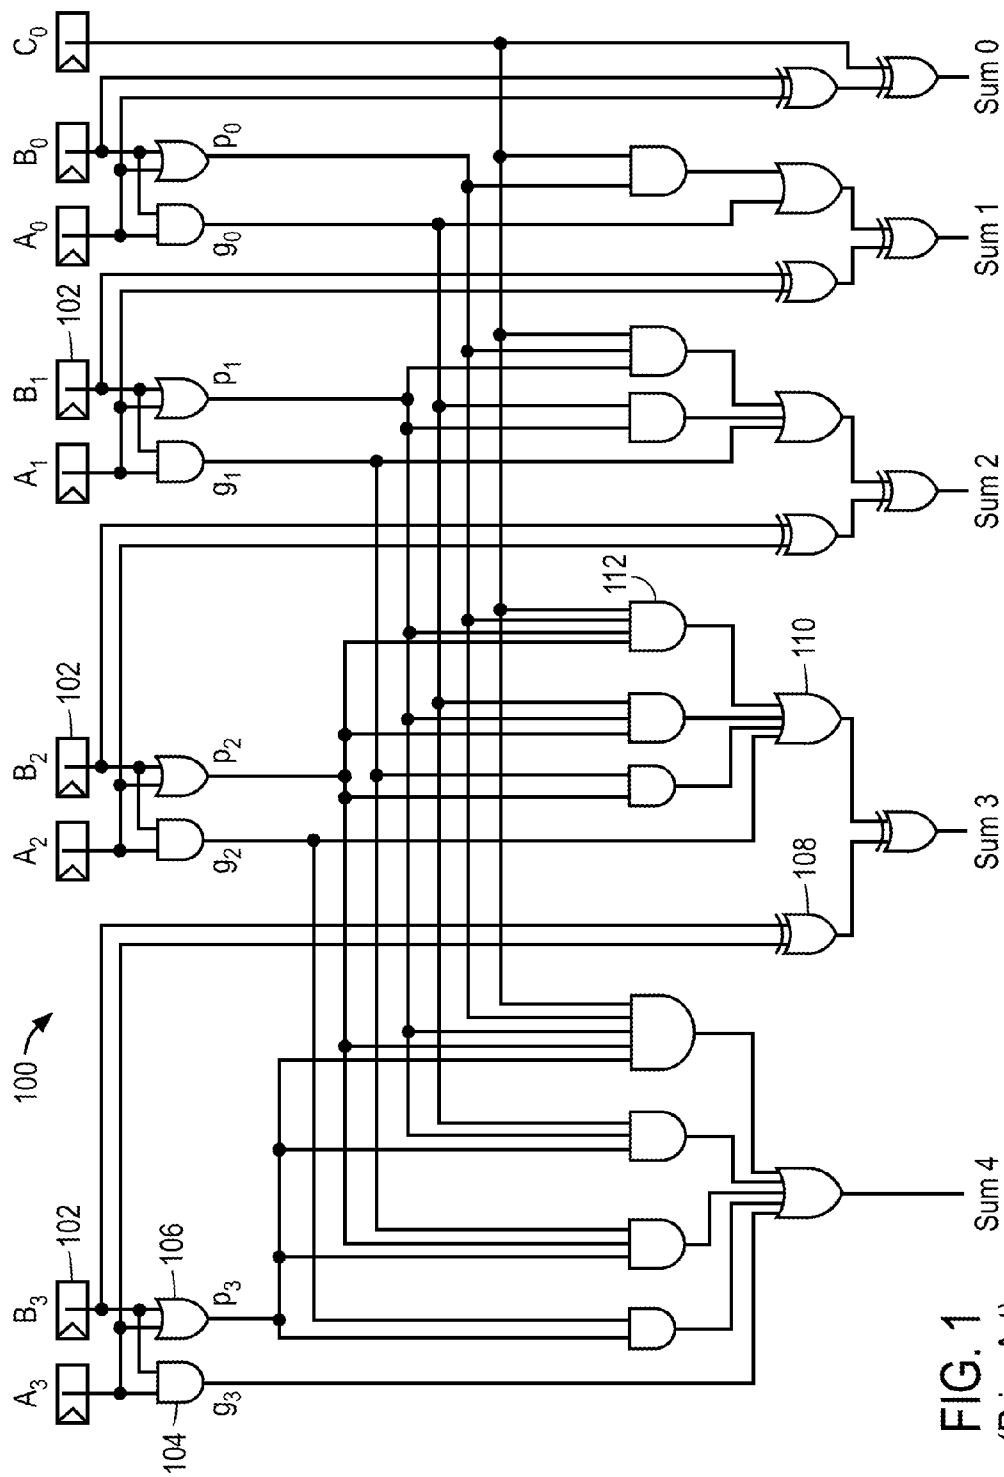 A₃ B₃ A₂ B₂ A₁ B₁ A₀ B₀ C₀
102 102 102
100
104 106
g₃ p₃ g₂ p₂ g₁ p₁ g₀ p₀
112
108 110
Sum 4 Sum 3 Sum 2 Sum 1 Sum 0
FIG. 1